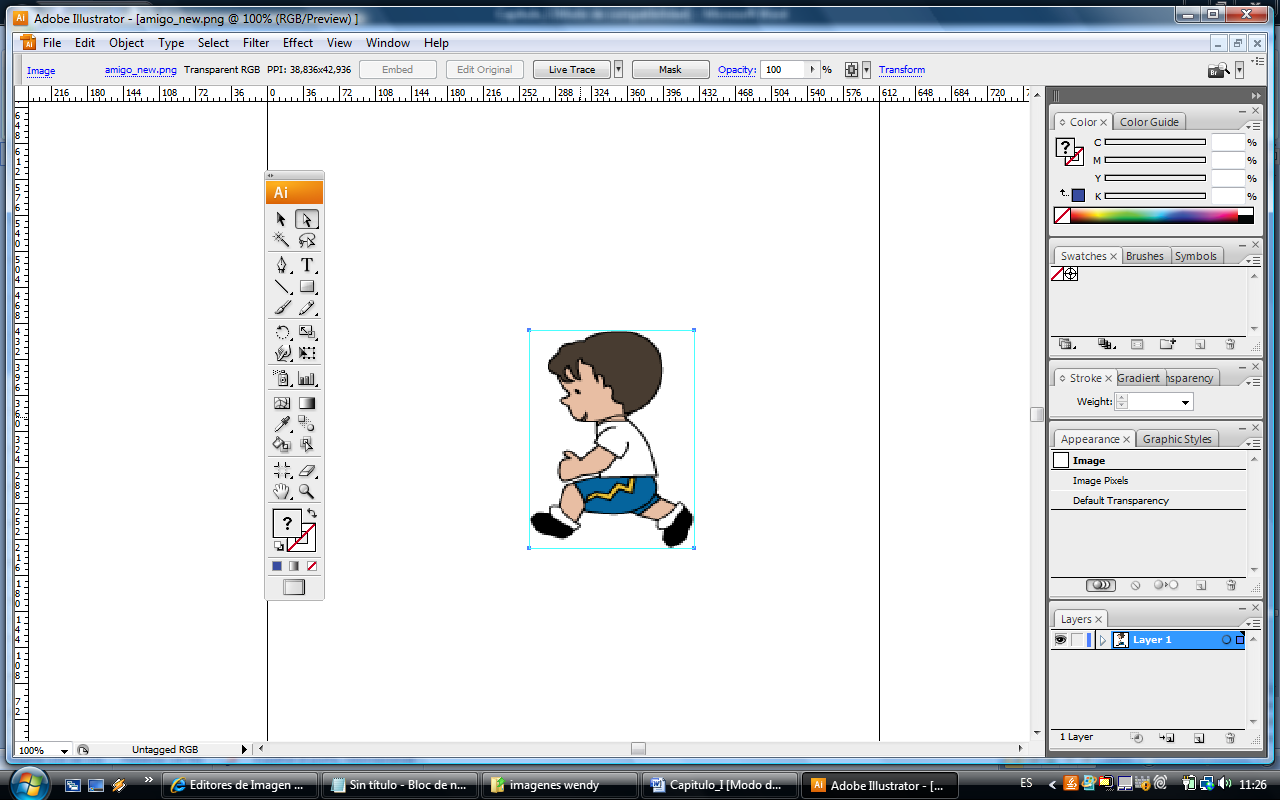 Adobe Illustrator - [amigo_new.png @ 100% (RGB/Preview) ]
File Edit Object Type Select Filter Effect View Window Help
Image amigo_new.png Transparent RGB PPI: 38,836x42,936 Embed Edit Original Live Trace Mask Opacity: 100 % Transform
216 180 144 108 72 36 0 36 72 108 144 180 216 252 288 324 360 396 432 468 504 540 576 612 648 684 720
Ai
Color Color Guide
C %
M %
Y %
K %
Swatches Brushes Symbols
Stroke Gradient nsparency
Weight:
Appearance Graphic Styles
Image
Image Pixels
Default Transparency
Layers
Layer 1
1 Layer
100% Untagged RGB
Editores de Imagen ... Sin título - Bloc de n... imagenes wendy Capitulo_I [Modo d... Adobe Illustrator - [... ES 11:26